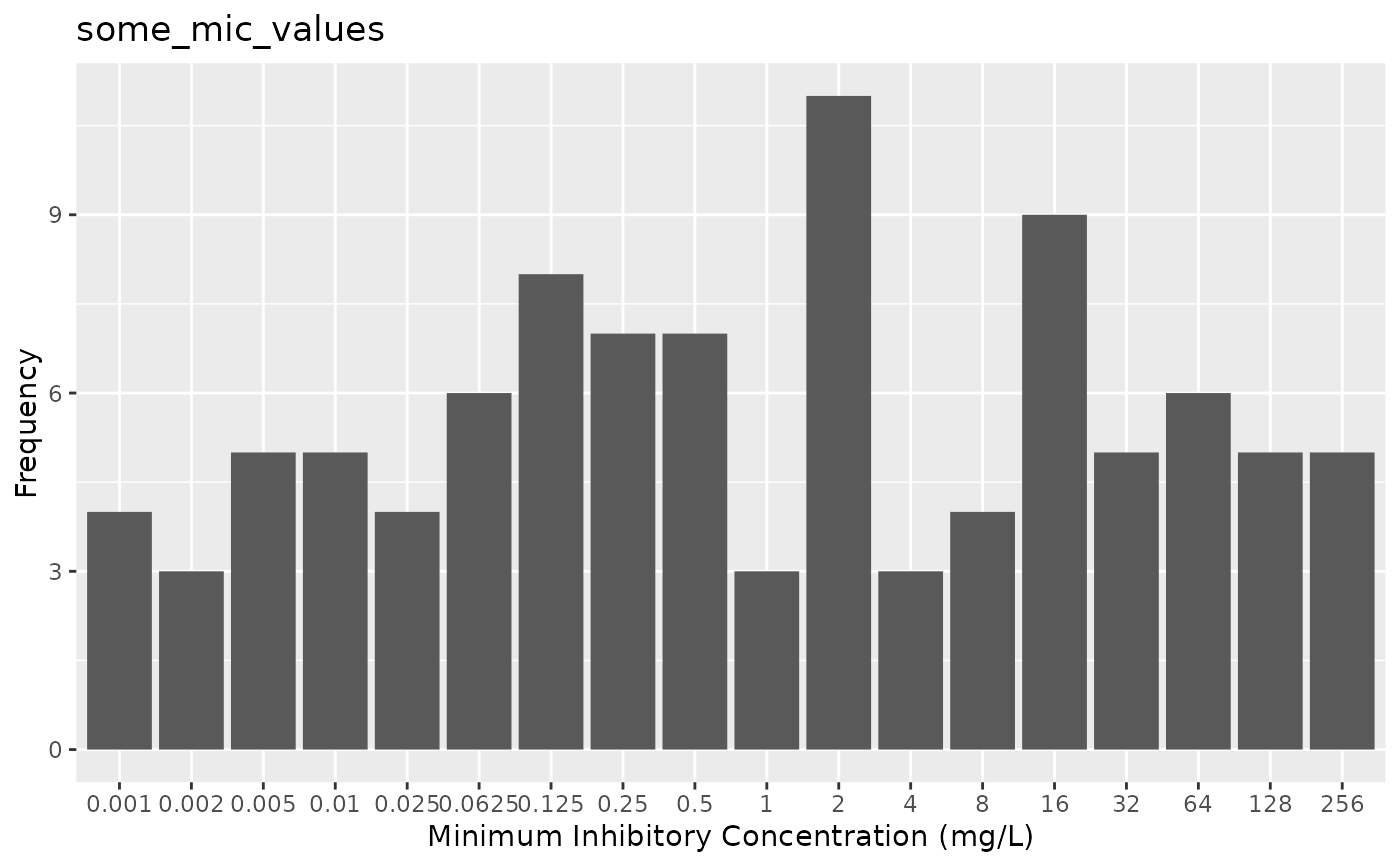 some_mic_values
9
6
3
0
Frequency
0.001 0.002 0.005 0.01 0.025 0.0625 0.125 0.25 0.5 1 2 4 8 16 32 64 128 256
Minimum Inhibitory Concentration (mg/L)